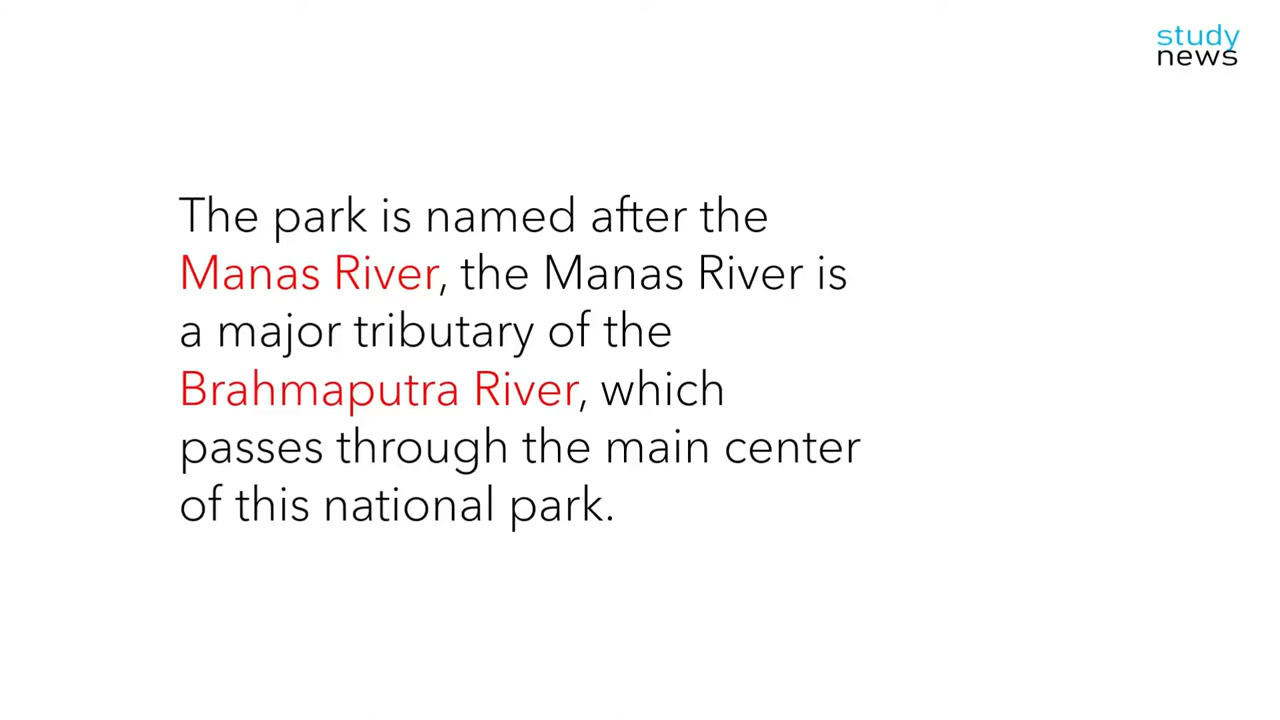 study
news
The park is named after the
Manas River, the Manas River is
a major tributary of the
Brahmaputra River, which
passes through the main center
of this national park.